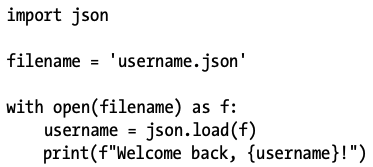 import json

filename = 'username.json'

with open(filename) as f:
    username = json.load(f)
    print(f"Welcome back, {username}!")